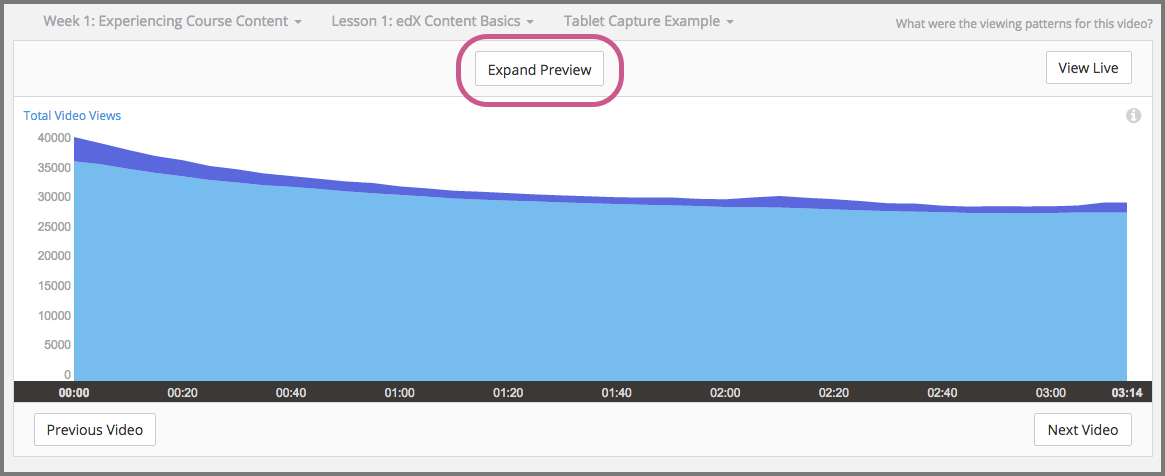 Week 1: Experiencing Course Content Lesson 1: edX Content Basics Tablet Capture Example What were the viewing patterns for this video?
Expand Preview View Live
Total Video Views
40000
35000
30000
25000
20000
15000
10000
5000
0
00:00 00:20 00:40 01:00 01:20 01:40 02:00 02:20 02:40 03:00 03:14
Previous Video Next Video